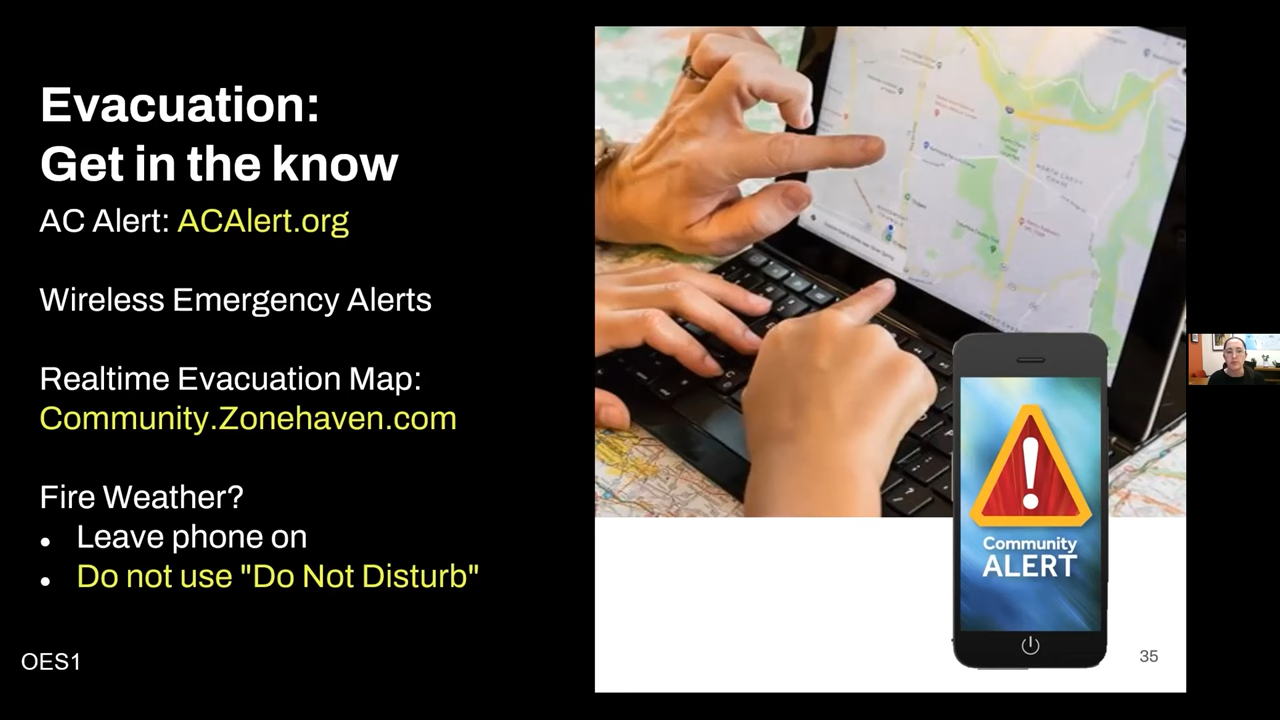 Evacuation:
Get in the know
AC Alert: ACAlert.org
Wireless Emergency Alerts
Realtime Evacuation Map:
Community.Zonehaven.com
Fire Weather?
• Leave phone on
• Do not use "Do Not Disturb"
OES1
Community
ALERT
35